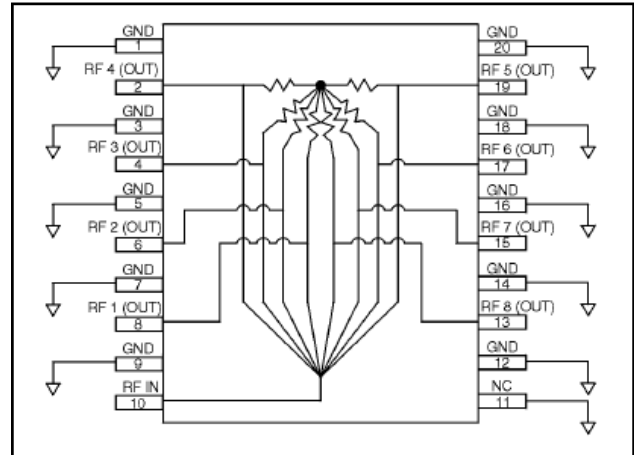 GND
1
RF 4 (OUT)
2
GND
3
RF 3 (OUT)
4
GND
5
RF 2 (OUT)
6
GND
7
RF 1 (OUT)
8
GND
9
RF IN
10
GND
20
RF 5 (OUT)
19
GND
18
RF 6 (OUT)
17
GND
16
RF 7 (OUT)
15
GND
14
RF 8 (OUT)
13
GND
12
NC
11